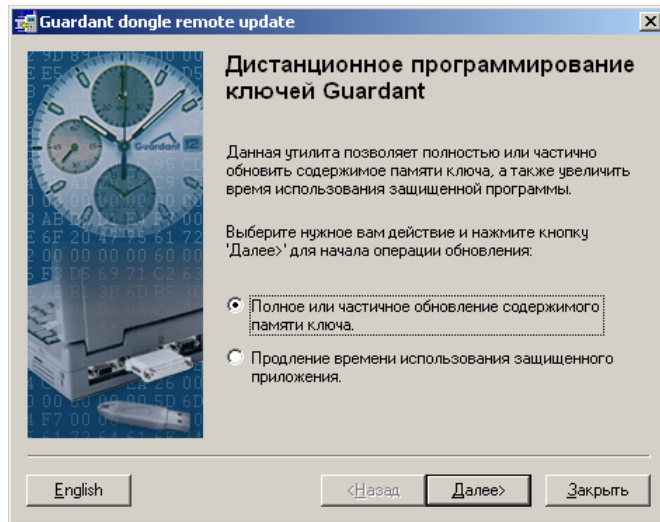 Guardant dongle remote update
Дистанционное программирование
ключей Guardant
Данная утилита позволяет полностью или частично
обновить содержимое памяти ключа, а также увеличить
время использования защищенной программы.
Выберите нужное вам действие и нажмите кнопку
'Далее>' для начала операции обновления:
Полное или частичное обновление содержимого
памяти ключа.
Продление времени использования защищенного
приложения.
Guardant 12
English
<Назад
Далее>
Закрыть